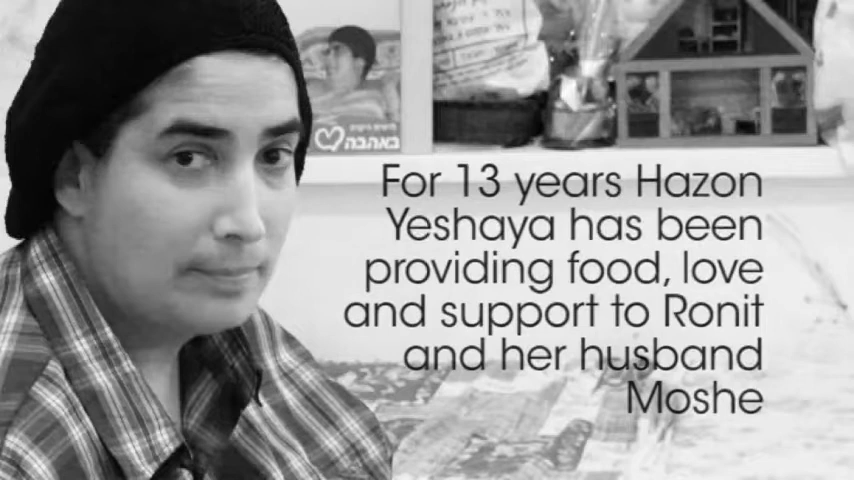 באהבה
For 13 years Hazon
Yeshaya has been
providing food, love
and support to Ronit
and her husband
Moshe